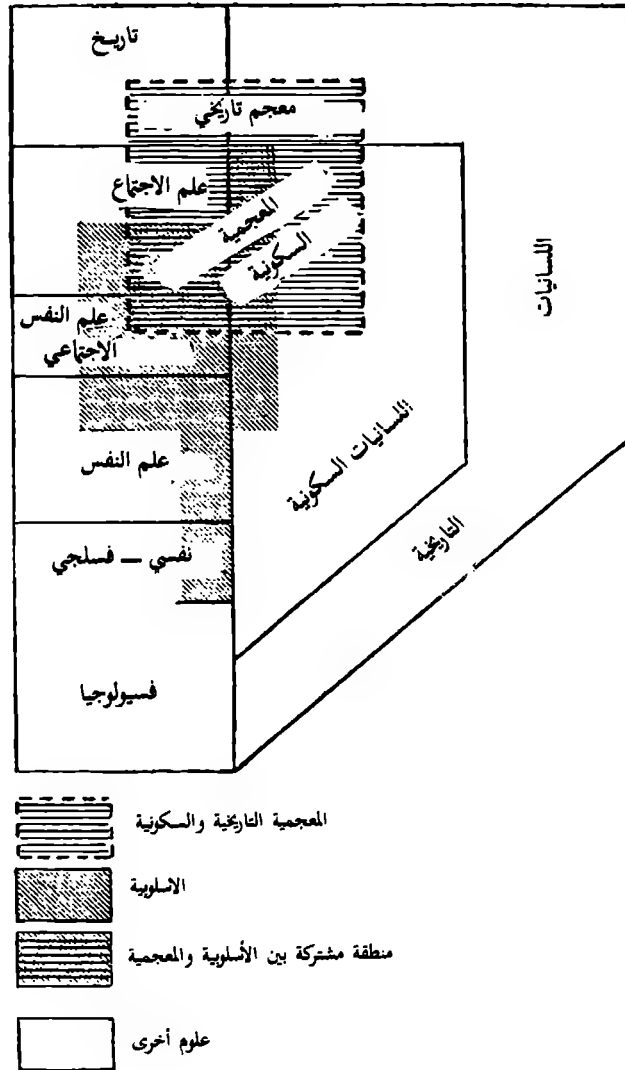 تاريخ
معجم تاريخي
علم الاجتماع
المعجمية
السكونية
اللسانيات
علم النفس
الاجتماعي
اللسانيات السكونية
علم النفس
التاريخية
نفسي — فسلجي
فسيولوجيا
المعجمية التاريخية والسكونية
الاسلوبية
منطقة مشتركة بين الأسلوبية والمعجمية
علوم أخرى